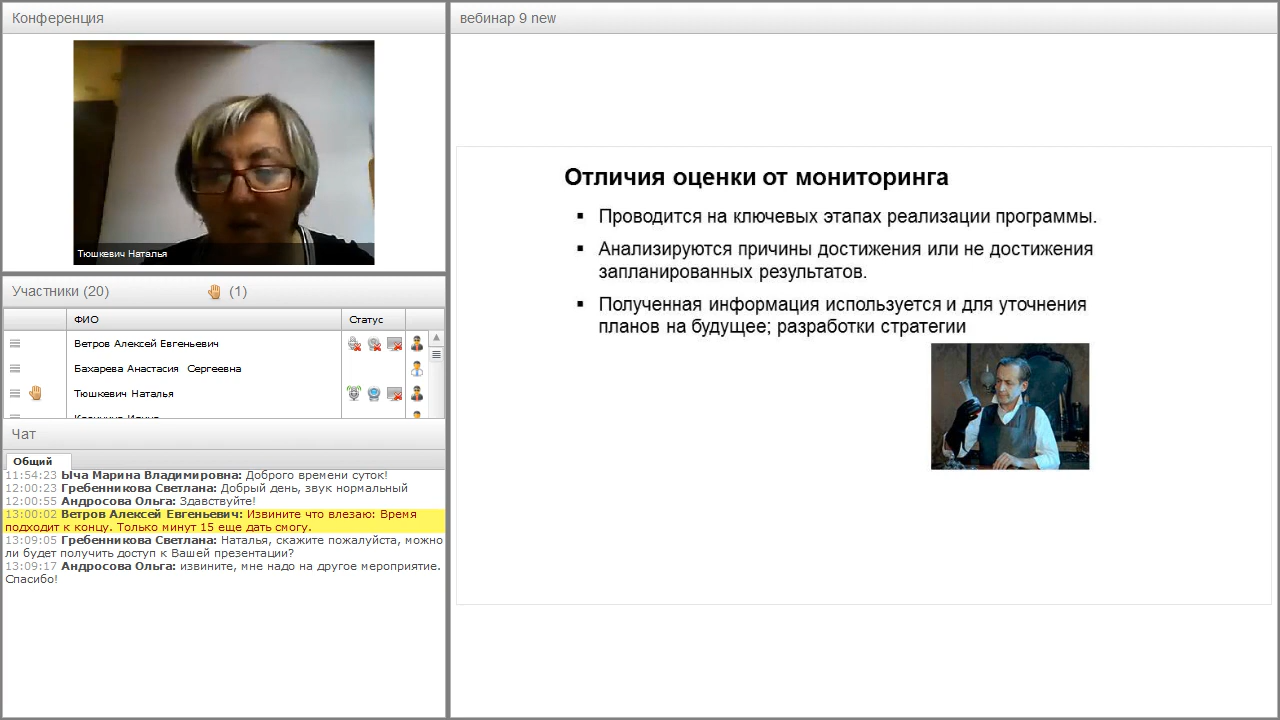 Конференция
Тюшкевич Наталья
Участники (20)
(1)
ФИО
Статус
Ветров Алексей Евгеньевич
Бахарева Анастасия Сергеевна
Тюшкевич Наталья
Чат
Общий
11:54:23 Ыча Марина Владимировна: Доброго времени суток!
12:00:23 Гребенникова Светлана: Добрый день, звук нормальный
12:00:55 Андросова Ольга: Здавствуйте!
13:00:02 Ветров Алексей Евгеньевич: Извините что влезаю: Время
подходит к концу. Только минут 15 еще дать смогу.
13:09:05 Гребенникова Светлана: Наталья, скажите пожалуйста, можно
ли будет получить доступ к Вашей презентации?
13:09:17 Андросова Ольга: извините, мне надо на другое мероприятие.
Спасибо!
вебинар 9 new
Отличия оценки от мониторинга
▪ Проводится на ключевых этапах реализации программы.
▪ Анализируются причины достижения или не достижения
запланированных результатов.
▪ Полученная информация используется и для уточнения
планов на будущее; разработки стратегии